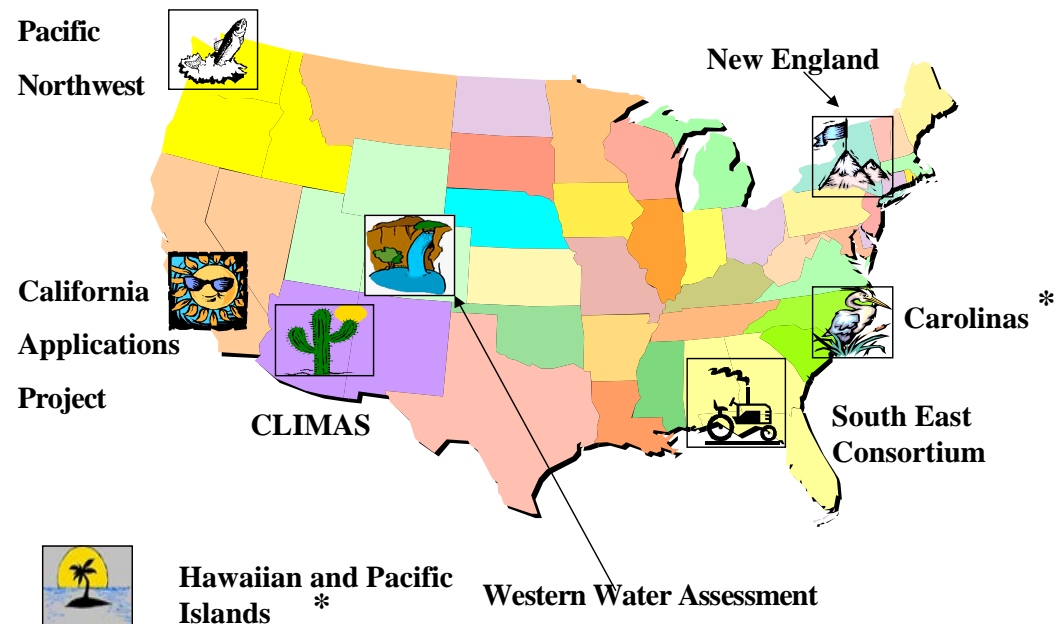 Pacific
Northwest
New England
California
Applications
Project
CLIMAS
Carolinas *
South East
Consortium
Hawaiian and Pacific
Islands *
Western Water Assessment